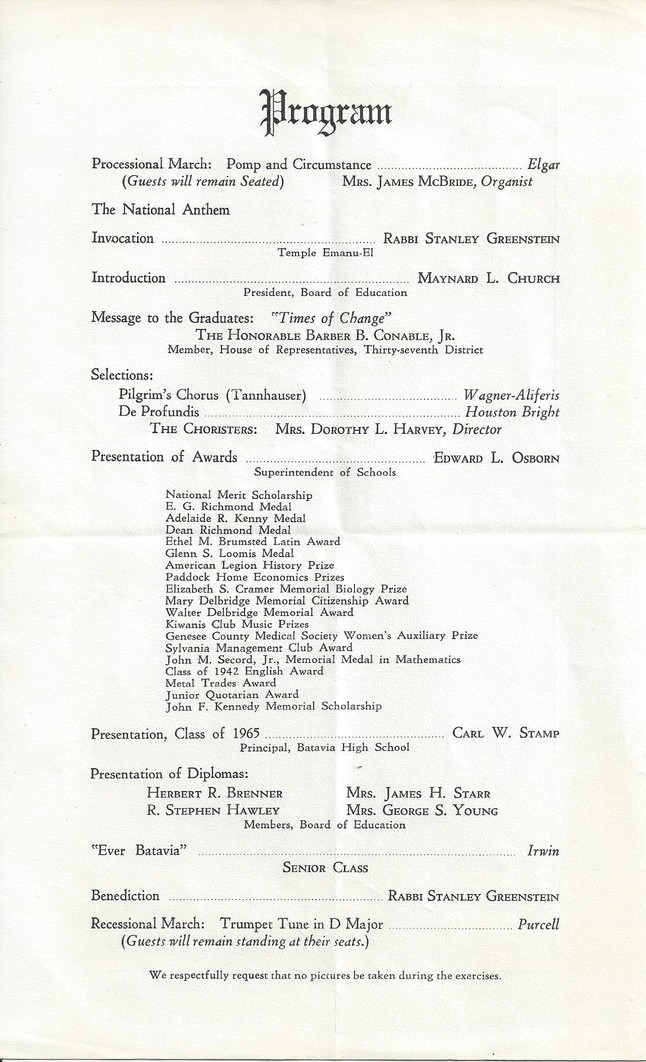 Program
Processional March: Pomp and Circumstance ........ Elgar
(Guests will remain Seated) Mrs. James McBride, Organist
The National Anthem
Invocation ........ Rabbi Stanley Greenstein
Temple Emanu-El
Introduction ........ Maynard L. Church
President, Board of Education
Message to the Graduates: "Times of Change"
The Honorable Barber B. Conable, Jr.
Member, House of Representatives, Thirty-seventh District
Selections:
Pilgrim's Chorus (Tannhauser) ........ Wagner-Aliferis
De Profundis ........ Houston Bright
The Choristers: Mrs. Dorothy L. Harvey, Director
Presentation of Awards ........ Edward L. Osborn
Superintendent of Schools
National Merit Scholarship
E. G. Richmond Medal
Adelaide R. Kenny Medal
Dean Richmond Medal
Ethel M. Brumsted Latin Award
Glenn S. Loomis Medal
American Legion History Prize
Paddock Home Economics Prizes
Elizabeth S. Cramer Memorial Biology Prize
Mary Delbridge Memorial Citizenship Award
Walter Delbridge Memorial Award
Kiwanis Club Music Prizes
Genesee County Medical Society Women's Auxiliary Prize
Sylvania Management Club Award
John M. Secord, Jr., Memorial Medal in Mathematics
Class of 1942 English Award
Metal Trades Award
Junior Quotarian Award
John F. Kennedy Memorial Scholarship
Presentation, Class of 1965 ........ Carl W. Stamp
Principal, Batavia High School
Presentation of Diplomas:
Herbert R. Brenner Mrs. James H. Starr
R. Stephen Hawley Mrs. George S. Young
Members, Board of Education
"Ever Batavia" ........ Irwin
Senior Class
Benediction ........ Rabbi Stanley Greenstein
Recessional March: Trumpet Tune in D Major ........ Purcell
(Guests will remain standing at their seats.)
We respectfully request that no pictures be taken during the exercises.